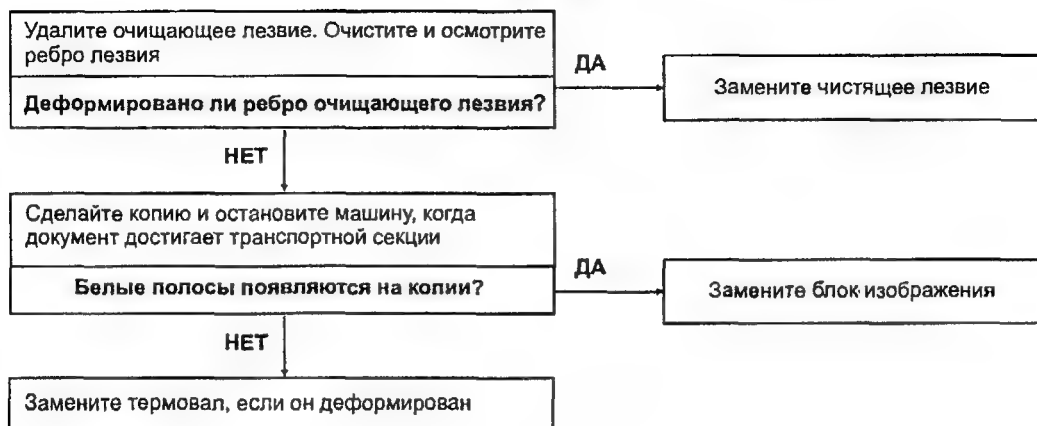 Удалите очищающее лезвие. Очистите и осмотрите
ребро лезвия
Деформировано ли ребро очищающего лезвия?
ДА
Замените чистящее лезвие
НЕТ
Сделайте копию и остановите машину, когда
документ достигает транспортной секции
Белые полосы появляются на копии?
ДА
Замените блок изображения
НЕТ
Замените термовал, если он деформирован